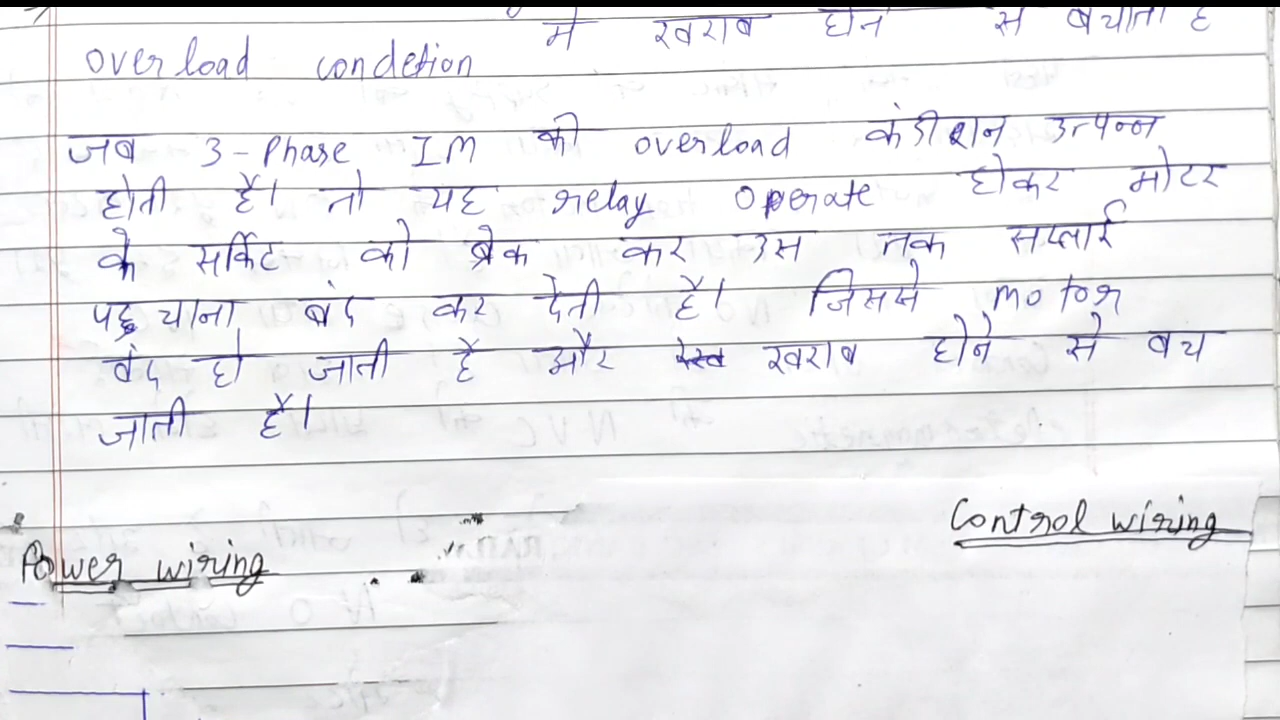 में खराब होने से बचाता है
overload condetion
जब 3-Phase IM की overload कंडीशन उत्पन्न
होती है। तो यह relay operate होकर मोटर
के सर्किट को ब्रेक कर उस तक सप्लाई
पहुचाना बंद कर देती है। जिससे motor
बंद हो जाती है और खराब होने से बच
जाती है।
Control wiring
Power wiring